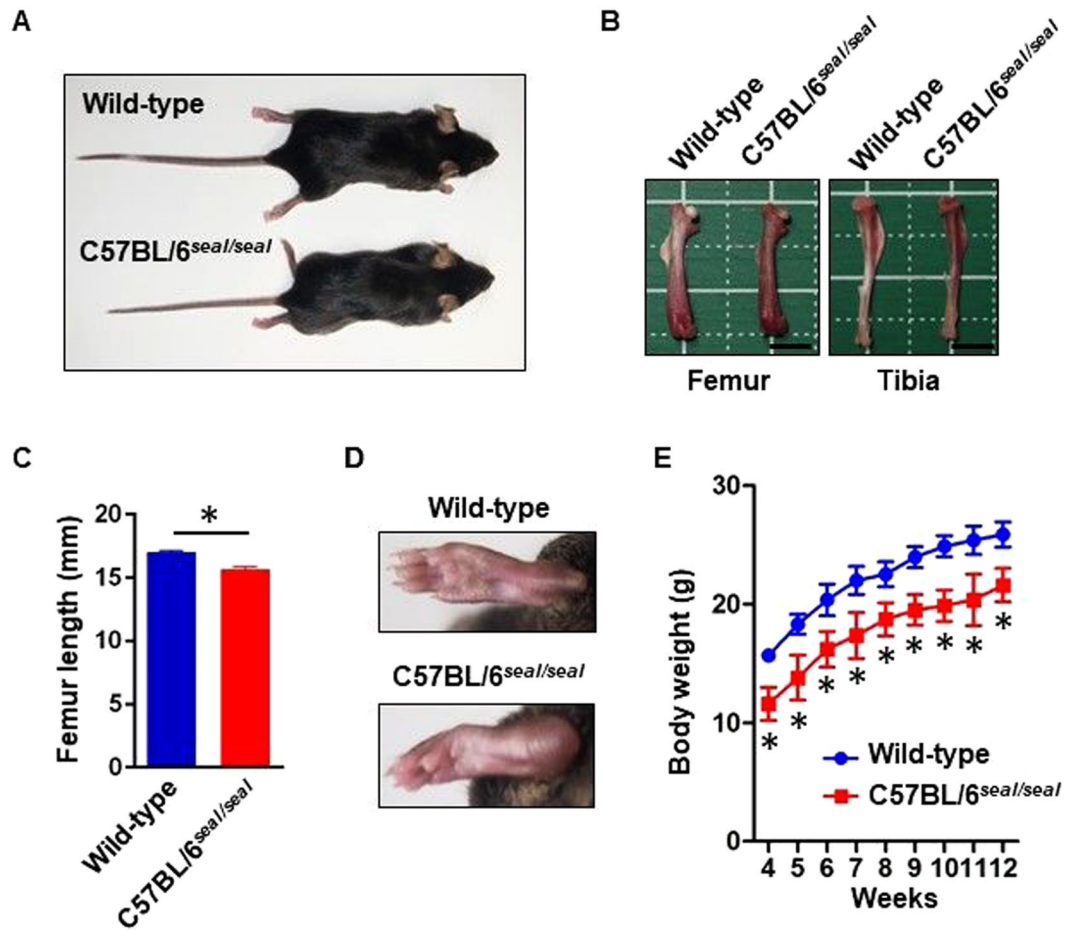 A
Wild-type
C57BL/6seal/seal
B
Wild-type
C57BL/6seal/seal
Wild-type
C57BL/6seal/seal
Femur
Tibia
C
Femur length (mm)
20
15
10
5
0
*
Wild-type
C57BL/6seal/seal
D
Wild-type
C57BL/6seal/seal
E
Body weight (g)
30
20
10
0
* * * * * * * * *
Wild-type
C57BL/6seal/seal
4 5 6 7 8 9 10 11 12
Weeks